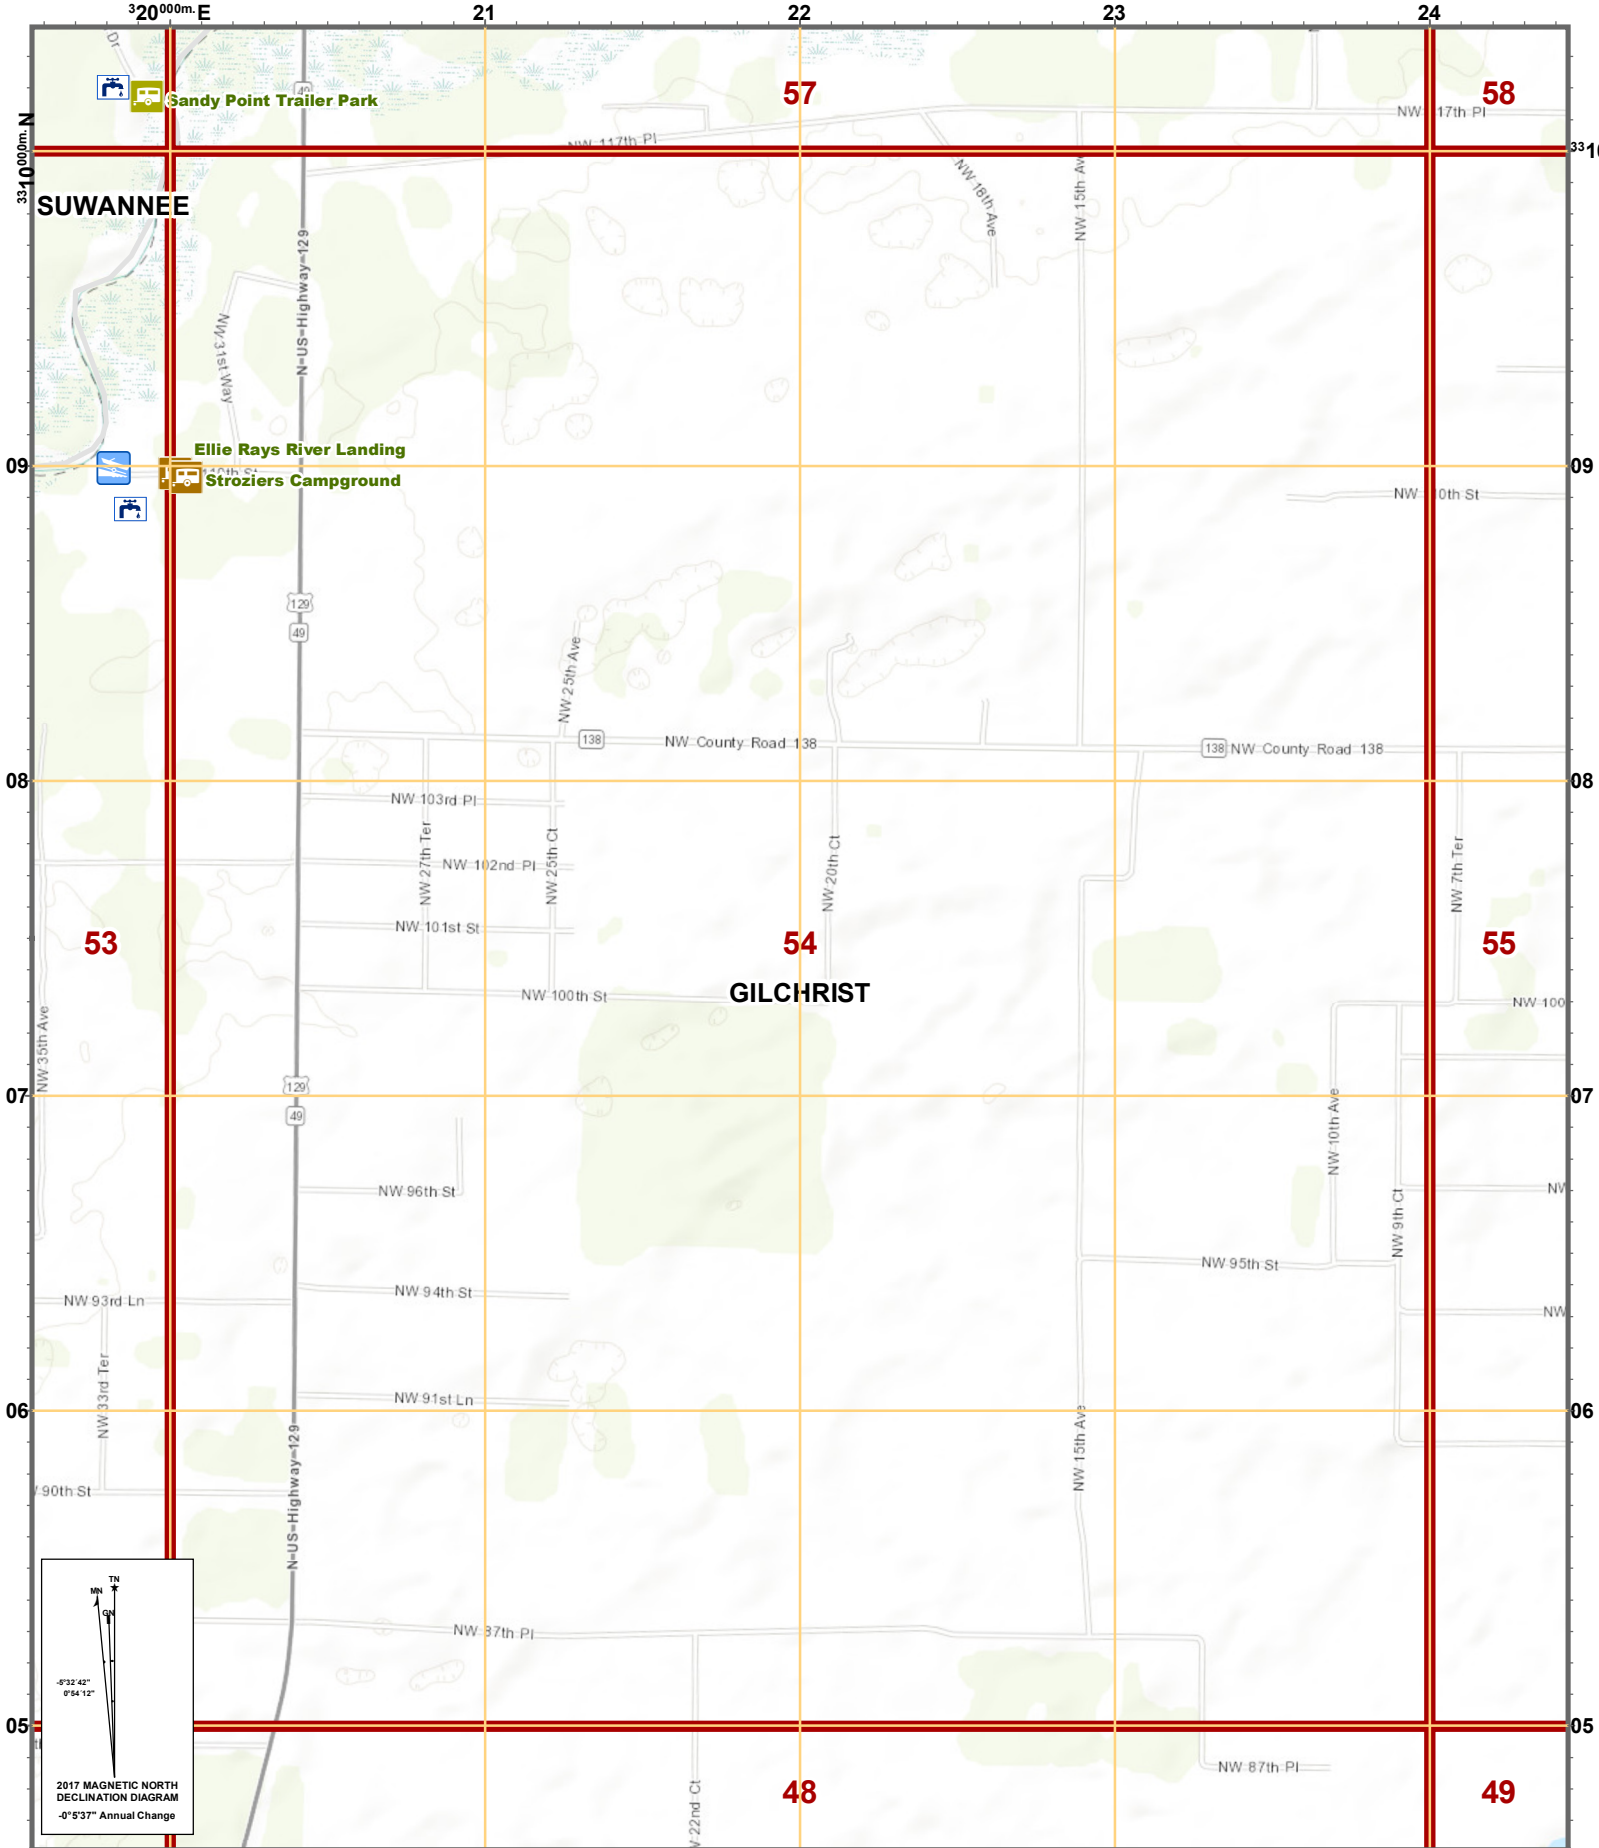 320000m. E
21
22
23
24
Dr
49
57
58
Sandy Point Trailer Park
NW 117th Pl
3310000m. N
SUWANNEE
NW 18th Ave
NW 15th Ave
N US Highway 129
NW 31st Way
Ellie Rays River Landing
09
Stroziers Campground
09
129
49
NW 25th Ave
138
NW County Road 138
138
NW County Road 138
08
08
NW 103rd Pl
NW 27th Ter
NW 25th Ct
NW 20th Ct
NW 7th Ter
NW 102nd Pl
NW 101st St
53
54
55
GILCHRIST
NW 100th St
NW 100
NW 35th Ave
129
07
07
49
NW 10th Ave
NW 96th St
NW
NW 9th Ct
NW 95th St
NW 94th St
NW 93rd Ln
NW
NW 33rd Ter
NW 91st Ln
06
06
NW 15th Ave
N US Highway 129
90th St
TN
MN
GN
NW 87th Pl
-5°32´42"
0°54´12"
05
05
NW 87th Pl
2017 MAGNETIC NORTH
DECLINATION DIAGRAM
-0°5'37" Annual Change
48
49
22nd Ct